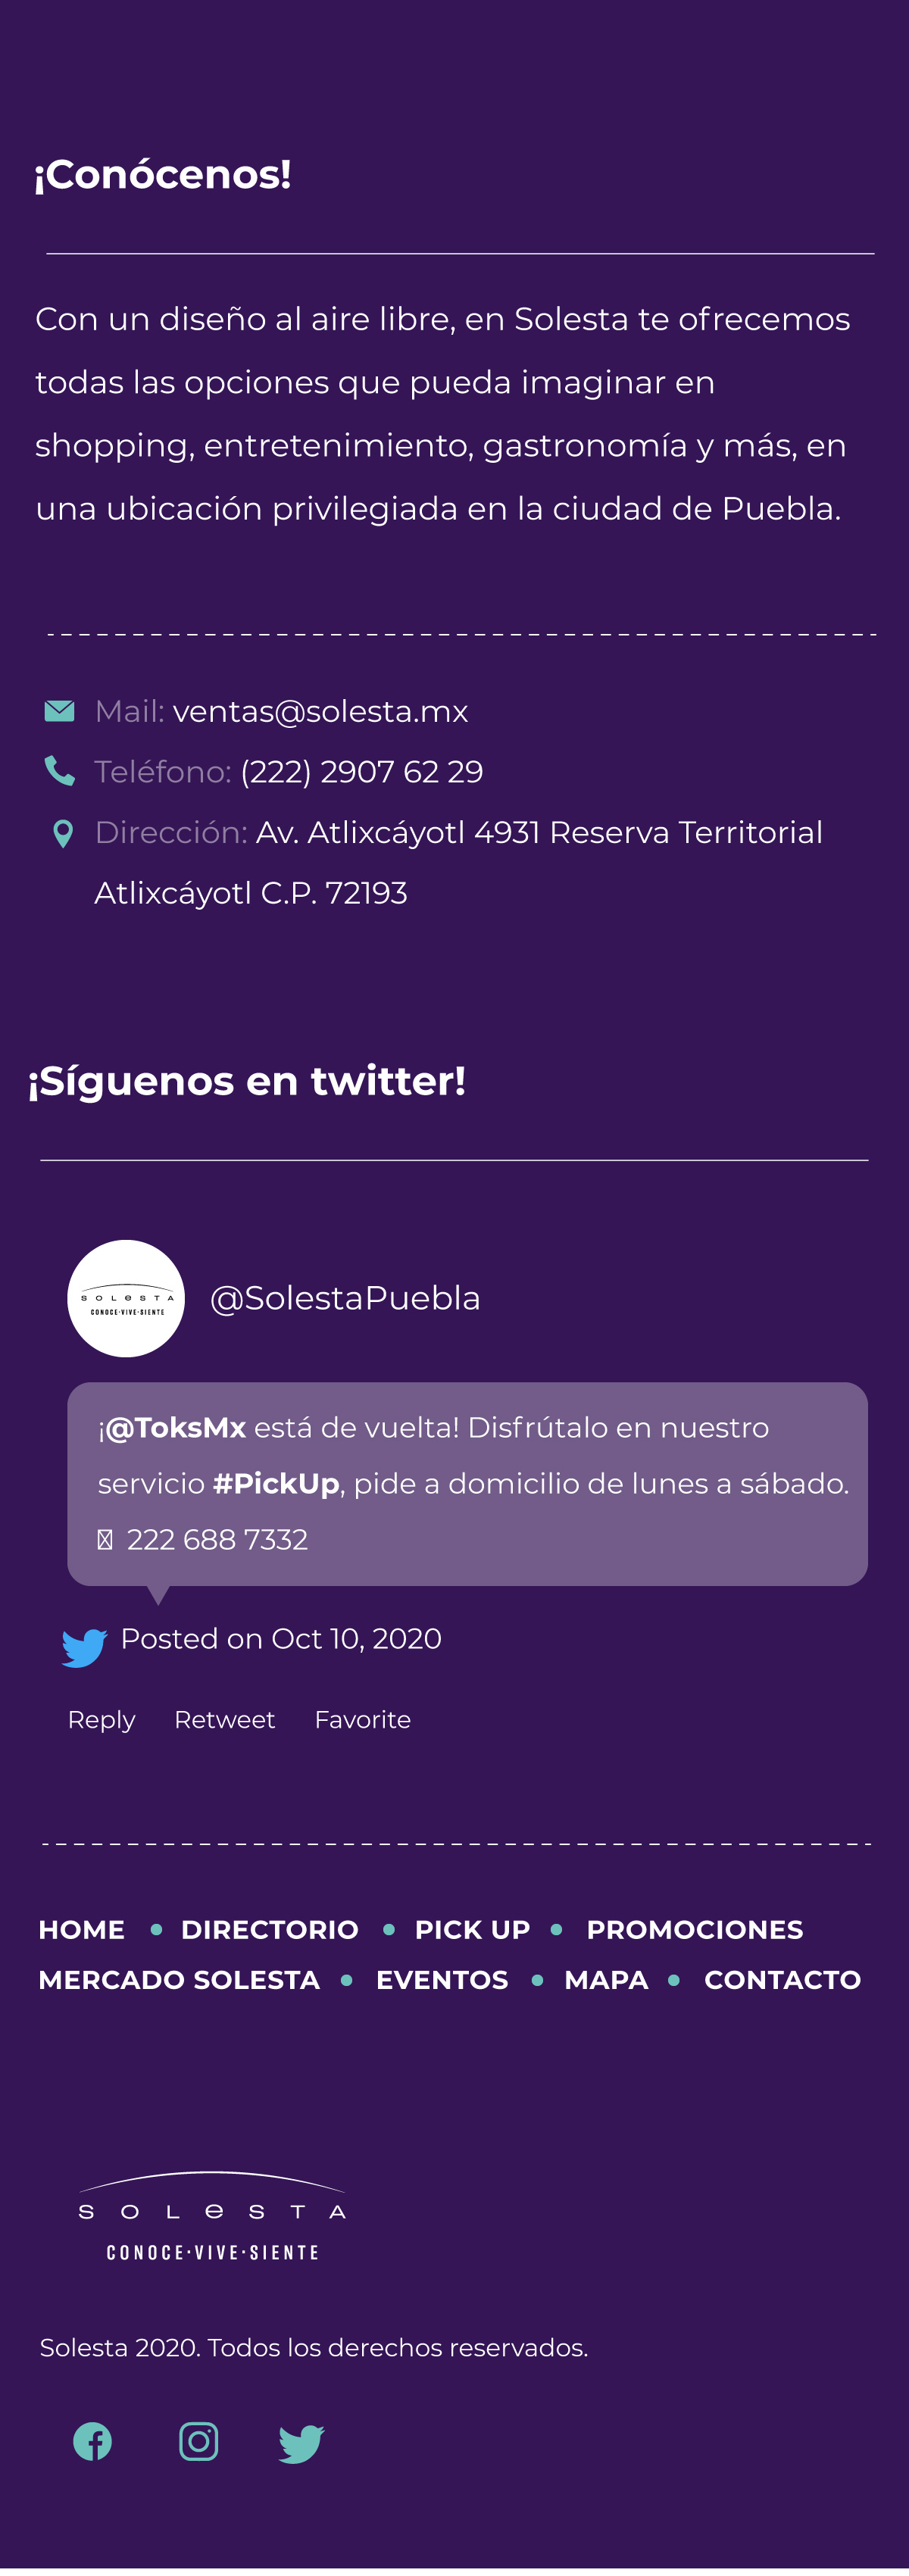 ¡Conócenos!
Con un diseño al aire libre, en Solesta te ofrecemos
todas las opciones que pueda imaginar en
shopping, entretenimiento, gastronomía y más, en
una ubicación privilegiada en la ciudad de Puebla.
Mail: ventas@solesta.mx
Teléfono: (222) 2907 62 29
Dirección: Av. Atlixcáyotl 4931 Reserva Territorial
Atlixcáyotl C.P. 72193
¡Síguenos en twitter!
SOLeSTA
CONOCE·VIVE·SIENTE
@SolestaPuebla
¡@ToksMx está de vuelta! Disfrútalo en nuestro
servicio #PickUp, pide a domicilio de lunes a sábado.
222 688 7332
Posted on Oct 10, 2020
Reply Retweet Favorite
HOME • DIRECTORIO • PICK UP • PROMOCIONES
MERCADO SOLESTA • EVENTOS • MAPA • CONTACTO
SOLeSTA
CONOCE·VIVE·SIENTE
Solesta 2020. Todos los derechos reservados.